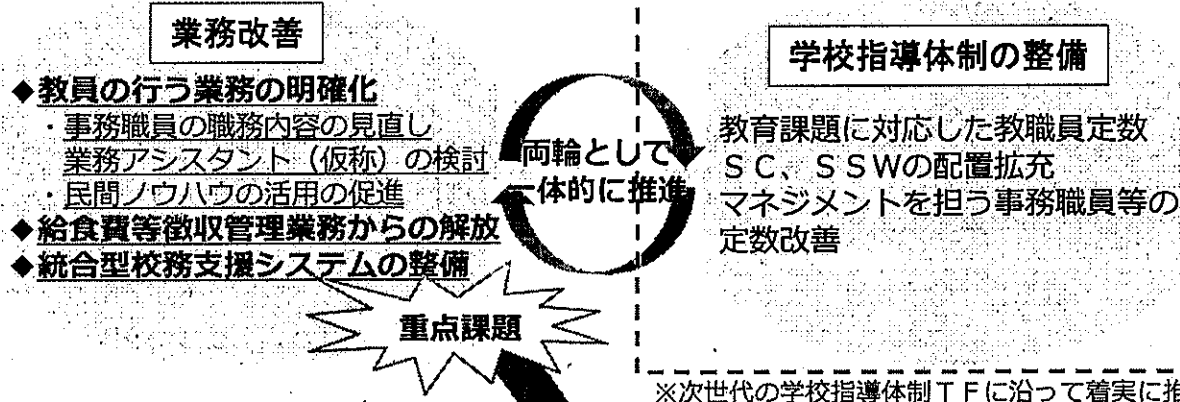 業務改善
◆教員の行う業務の明確化
・事務職員の職務内容の見直し
業務アシスタント（仮称）の検討
・民間ノウハウの活用の促進
◆給食費等徴収管理業務からの解放
◆統合型校務支援システムの整備
両輪として
一体的に推進
重点課題
学校指導体制の整備
教育課題に対応した教職員定数
ＳＣ、ＳＳＷの配置拡充
マネジメントを担う事務職員等の
定数改善
※次世代の学校指導体制ＴＦに沿って着実に推